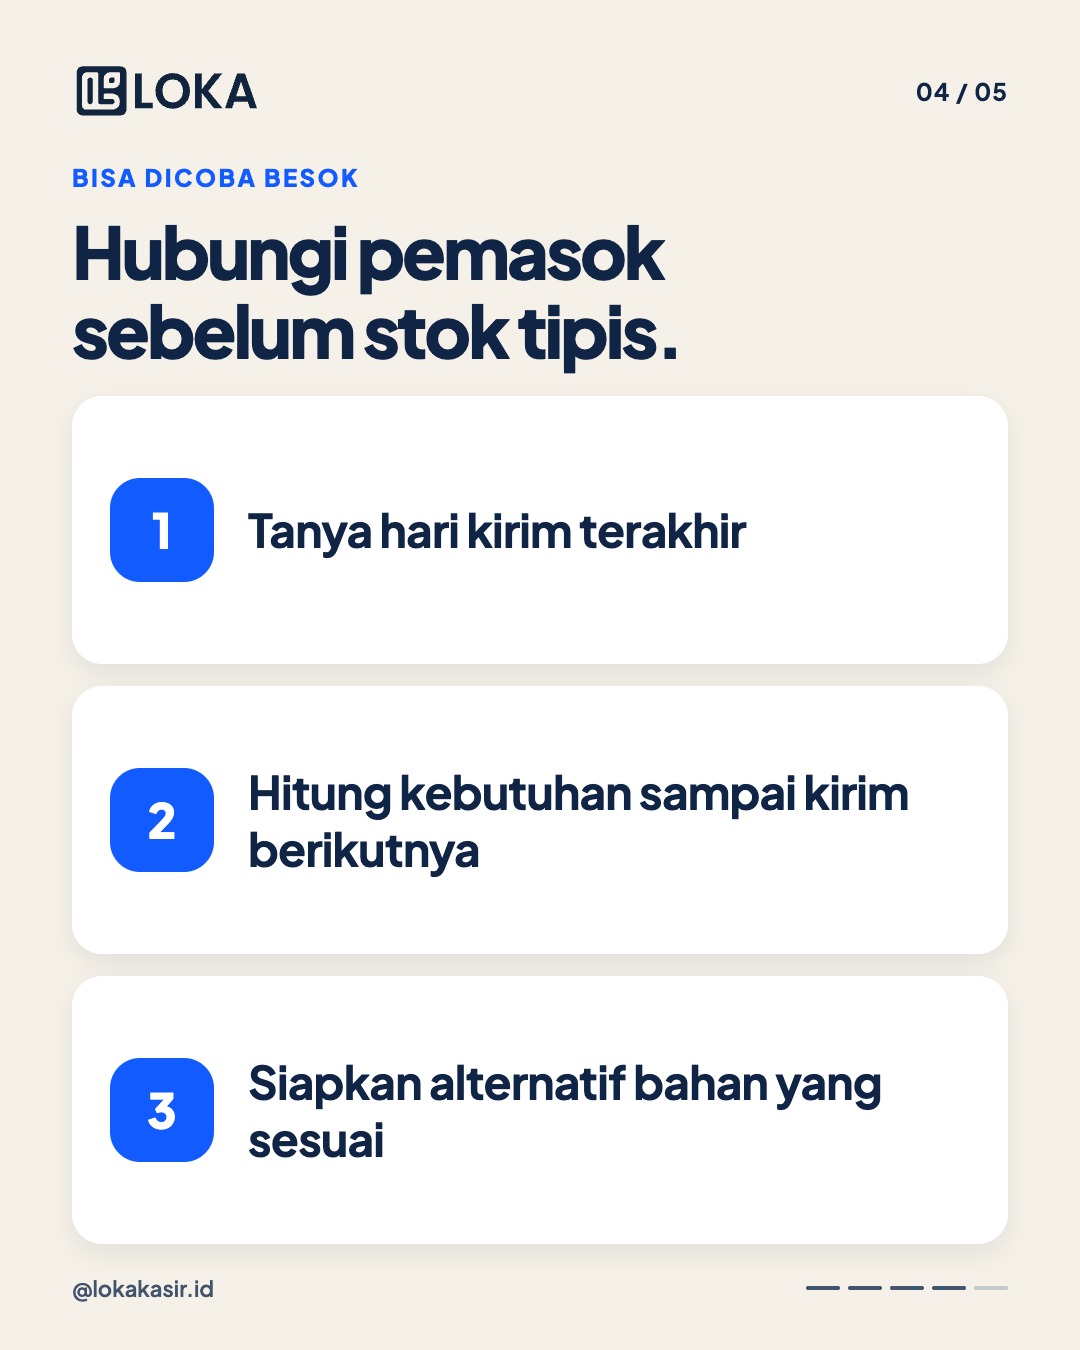 LOKA
04 / 05
BISA DICOBA BESOK
Hubungi pemasok
sebelum stok tipis.
1
Tanya hari kirim terakhir
2
Hitung kebutuhan sampai kirim
berikutnya
3
Siapkan alternatif bahan yang
sesuai
@lokakasir.id